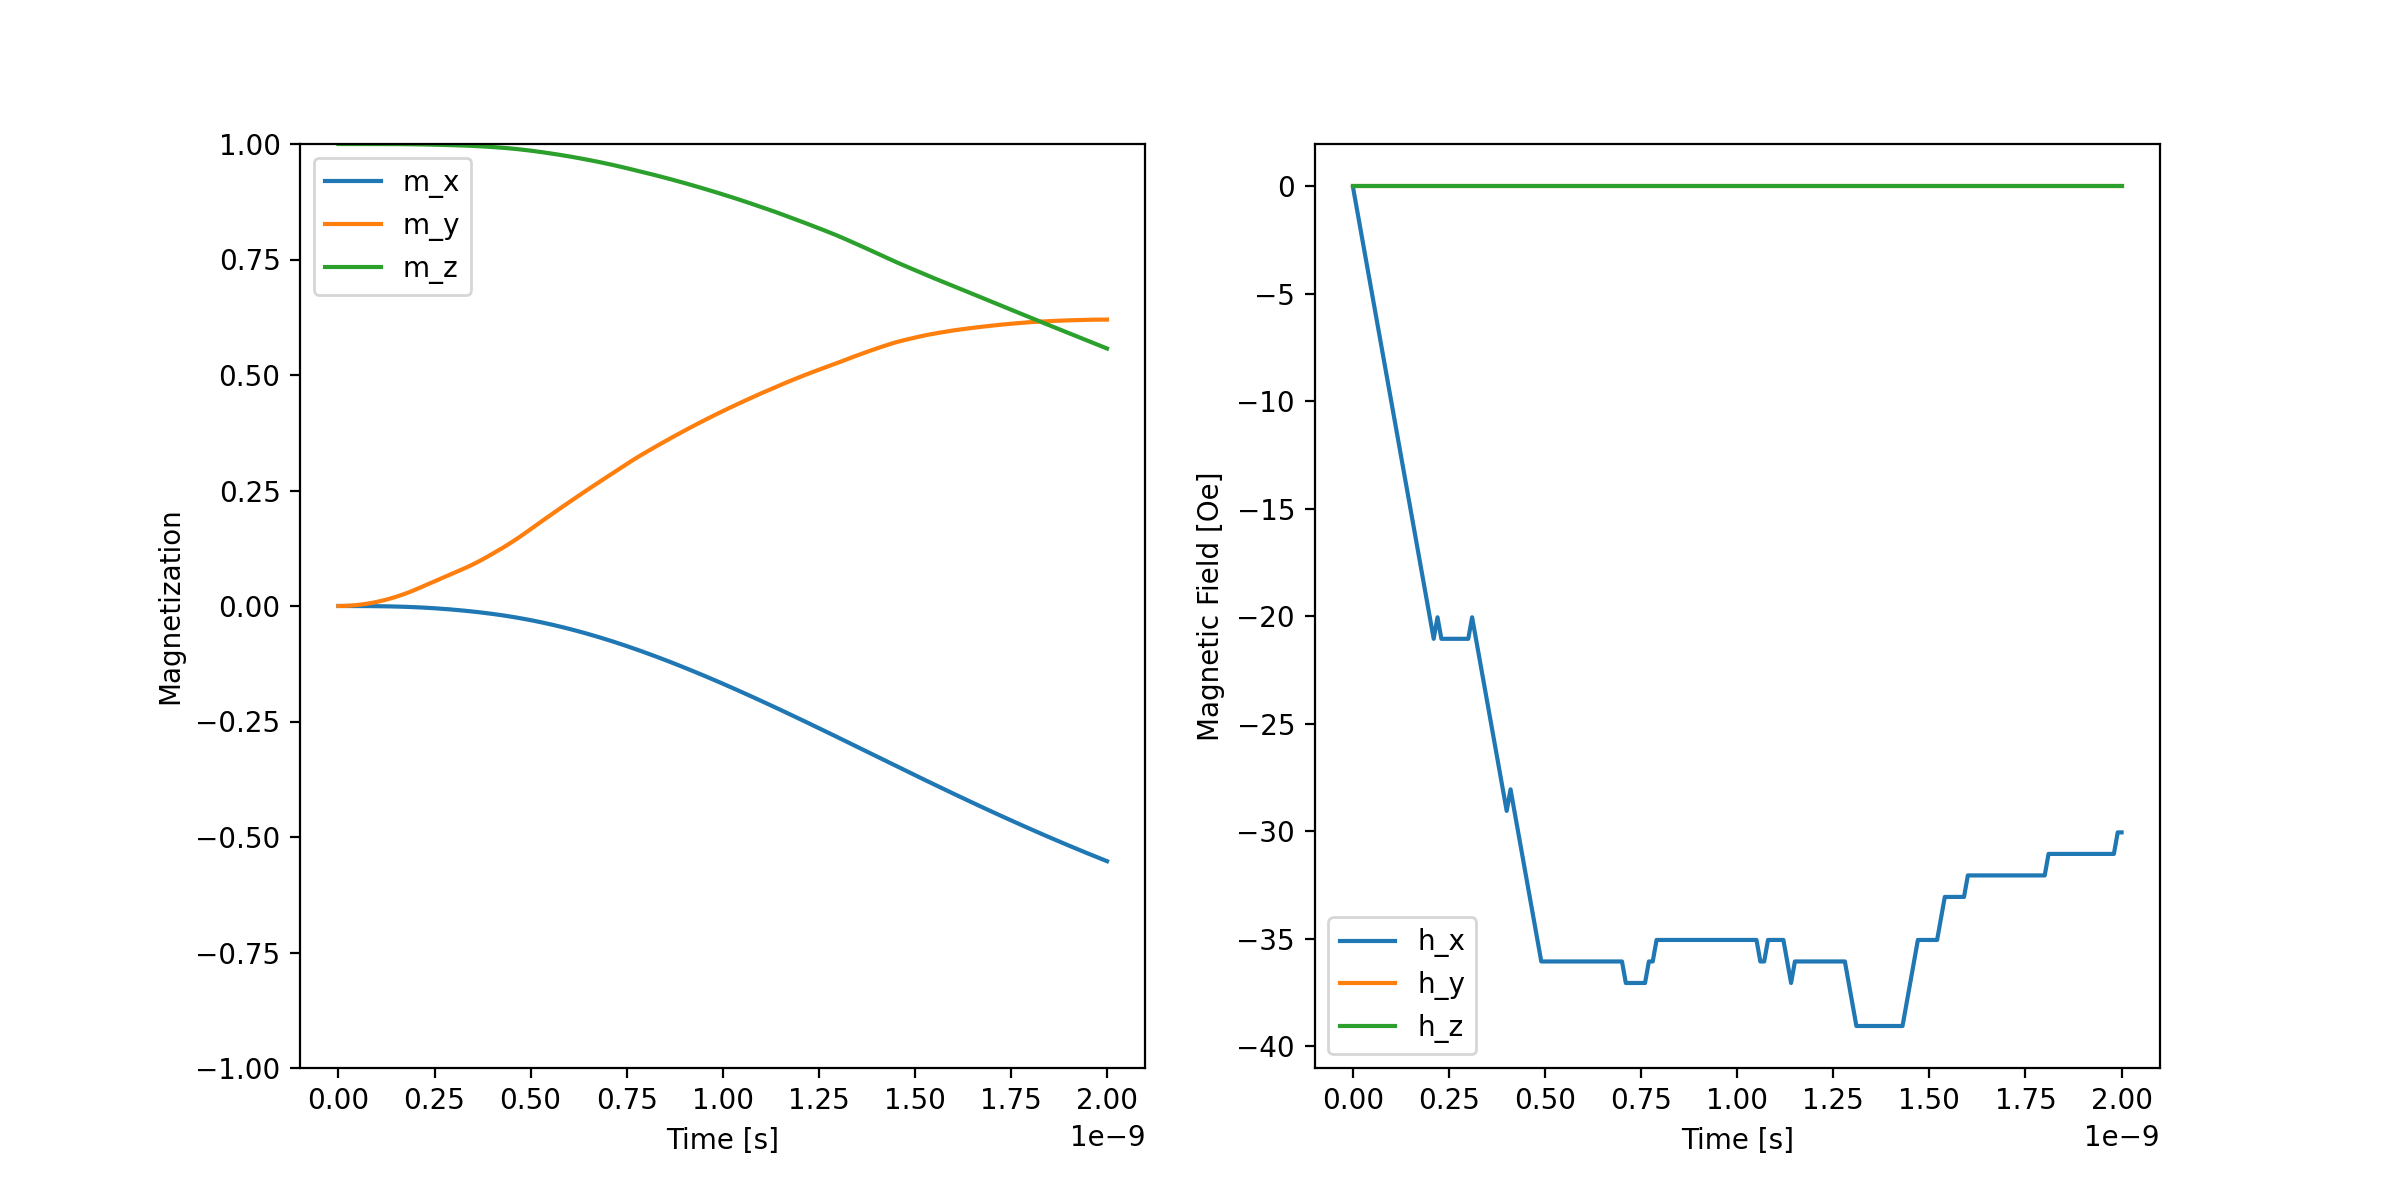 1.00
0.75
0.50
0.25
0.00
−0.25
−0.50
−0.75
−1.00
Magnetization
m_x
m_y
m_z
0.00 0.25 0.50 0.75 1.00 1.25 1.50 1.75 2.00
Time [s]
1e−9
0
−5
−10
−15
−20
−25
−30
−35
−40
Magnetic Field [Oe]
h_x
h_y
h_z
0.00 0.25 0.50 0.75 1.00 1.25 1.50 1.75 2.00
Time [s]
1e−9